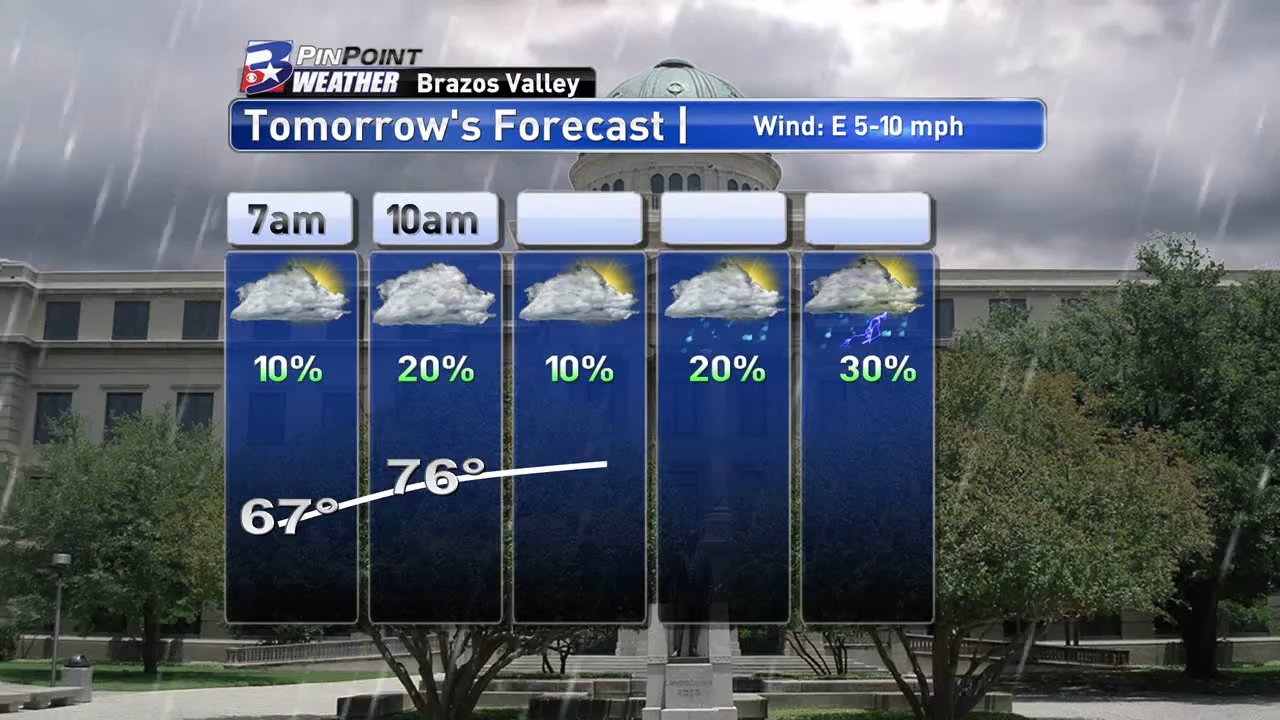 PINPOINT
WEATHER Brazos Valley
Tomorrow's Forecast | Wind: E 5-10 mph
7am 10am
10% 20% 10% 20% 30%
67° 76°